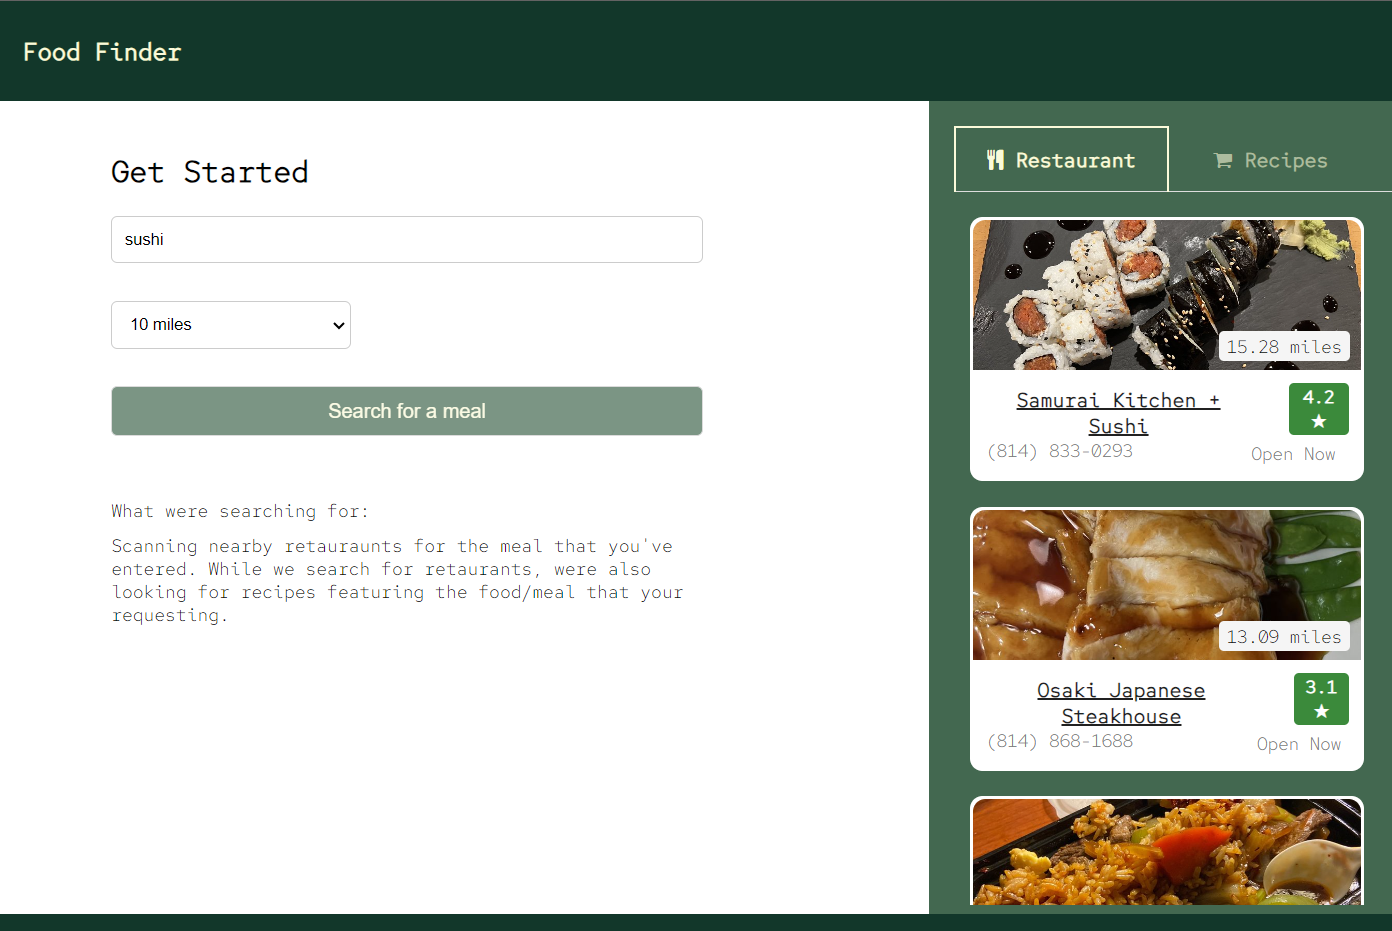 Food Finder
Get Started
sushi
10 miles
Search for a meal
What were searching for:
Scanning nearby retauraunts for the meal that you've
entered. While we search for retaurants, were also
looking for recipes featuring the food/meal that your
requesting.
Restaurant
Recipes
15.28 miles
Samurai Kitchen +
Sushi
4.2
★
(814) 833-0293
Open Now
13.09 miles
Osaki Japanese
Steakhouse
3.1
★
(814) 868-1688
Open Now